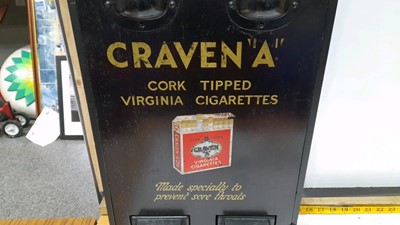 CRAVEN "A"
CORK TIPPED
VIRGINIA CIGARETTES
CRAVEN
"A"
VIRGINIA
CIGARETTES
Made specially to
prevent sore throats